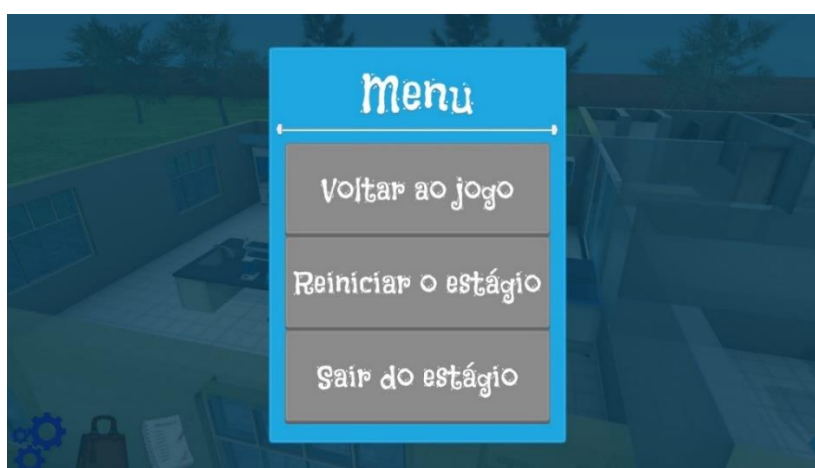 Menu
Voltar ao jogo
Reiniciar o estágio
Sair do estágio